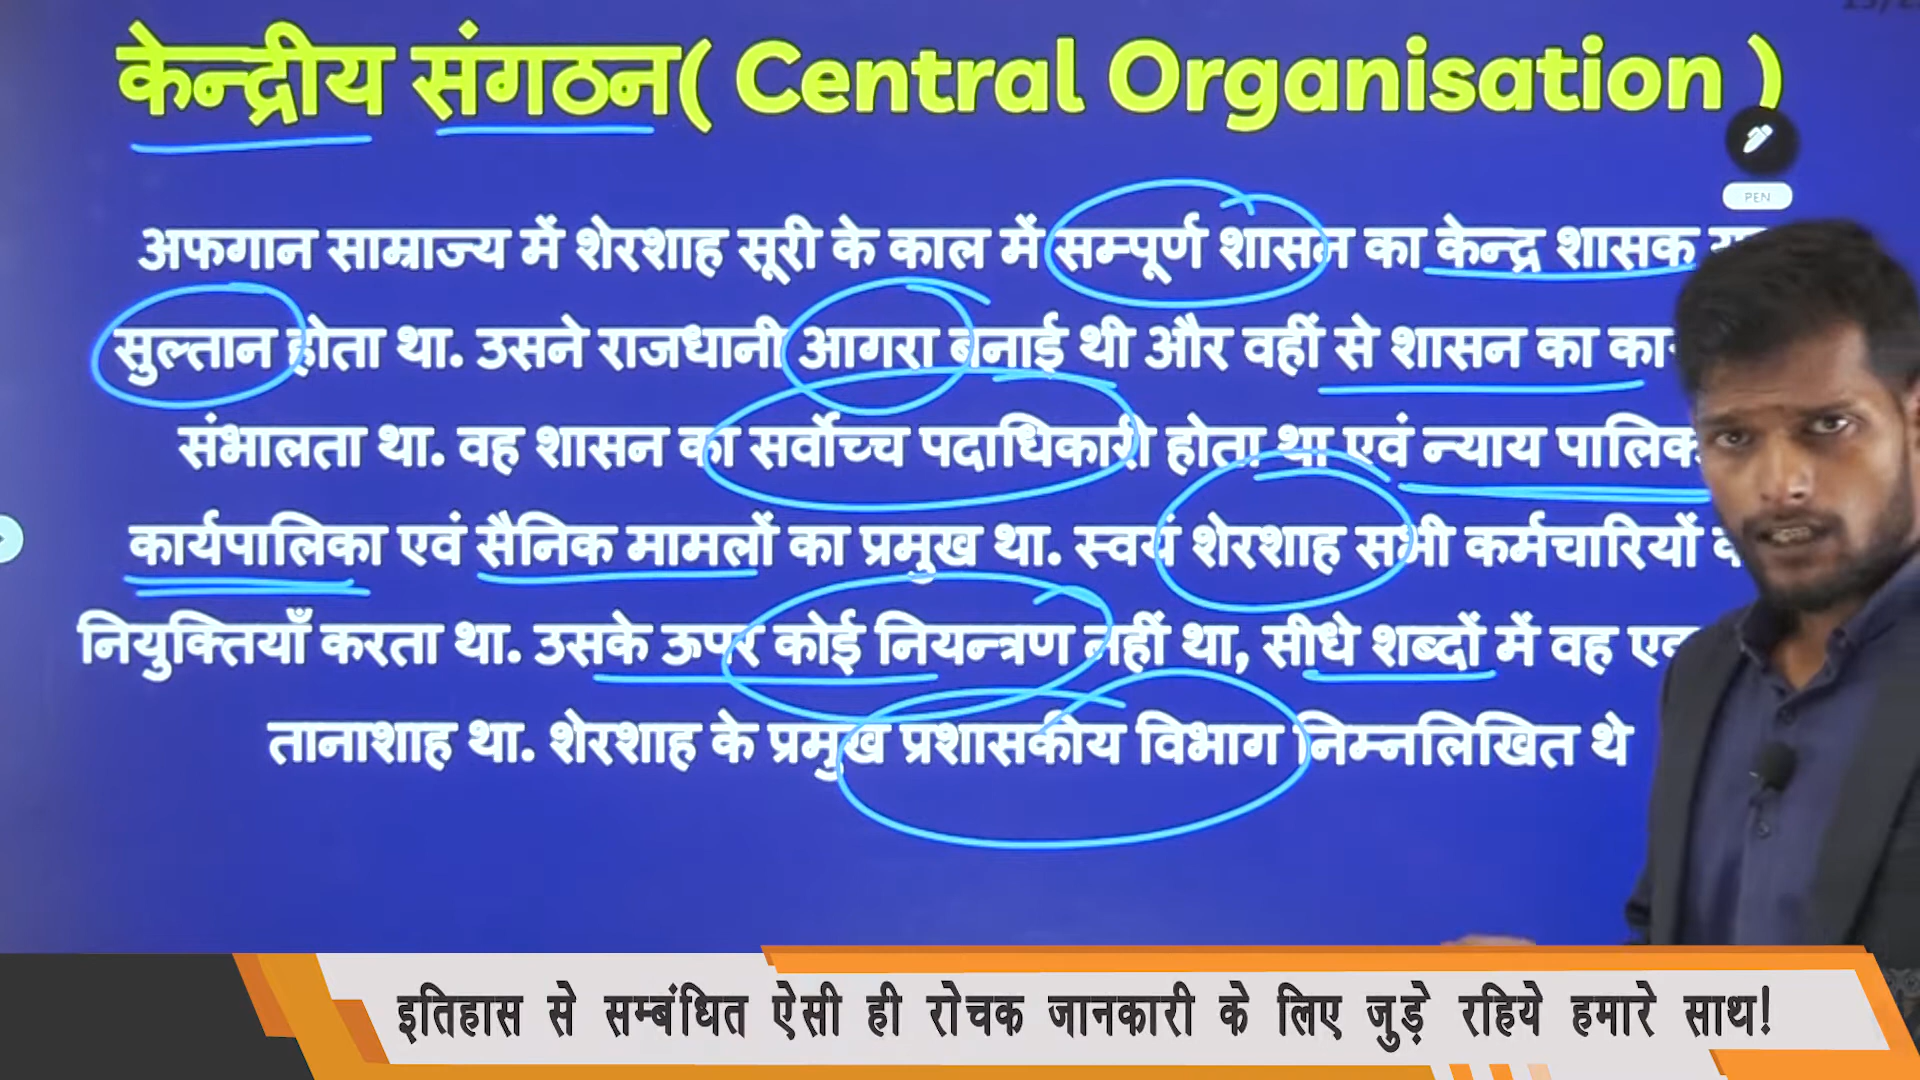 केन्द्रीय संगठन( Central Organisation )
PEN
अफगान साम्राज्य में शेरशाह सूरी के काल में सम्पूर्ण शासन का केन्द्र शासक
सुल्तान होता था. उसने राजधानी आगरा बनाई थी और वहीं से शासन का
संभालता था. वह शासन का सर्वोच्च पदाधिकारी होता था एवं न्याय
कार्यपालिका एवं सैनिक मामलों का प्रमुख था. स्वयं शेरशाह सभी कर्मचारियों
नियुक्तियाँ करता था. उसके ऊपर कोई नियन्त्रण नहीं था, सीधे शब्दों में वह
तानाशाह था. शेरशाह के प्रमुख प्रशासकीय विभाग निम्नलिखित थे
इतिहास से सम्बंधित ऐसी ही रोचक जानकारी के लिए जुड़े रहिये हमारे साथ!